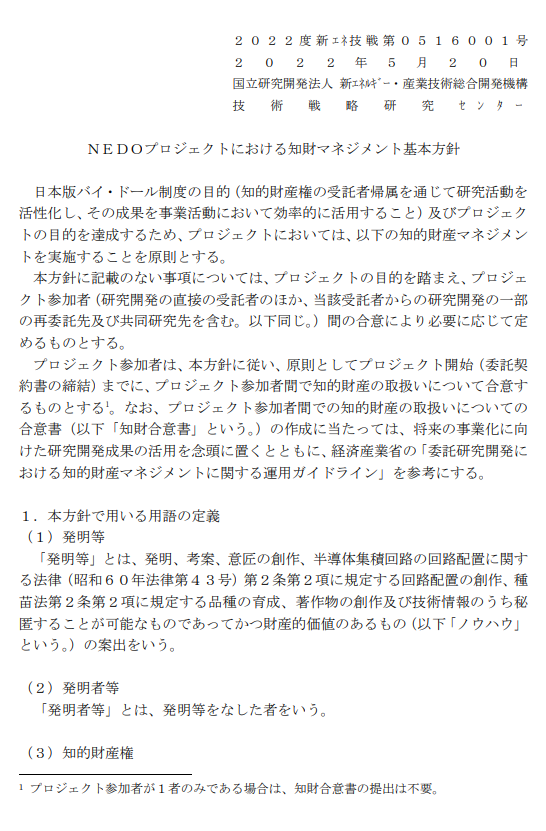 ２０２２度新ｴﾈ技戦第０５１６００１号
２０２２年５月２０日
国立研究開発法人 新ｴﾈﾙｷﾞｰ・産業技術総合開発機構
技術戦略研究ｾﾝﾀｰ
ＮＥＤＯプロジェクトにおける知財マネジメント基本方針
日本版バイ・ドール制度の目的（知的財産権の受託者帰属を通じて研究活動を
活性化し、その成果を事業活動において効率的に活用すること）及びプロジェク
トの目的を達成するため、プロジェクトにおいては、以下の知的財産マネジメン
トを実施することを原則とする。
本方針に記載のない事項については、プロジェクトの目的を踏まえ、プロジェ
クト参加者（研究開発の直接の受託者のほか、当該受託者からの研究開発の一部
の再委託先及び共同研究先を含む。以下同じ。）間の合意により必要に応じて定
めるものとする。
プロジェクト参加者は、本方針に従い、原則としてプロジェクト開始（委託契
約書の締結）までに、プロジェクト参加者間で知的財産の取扱いについて合意す
るものとする¹。なお、プロジェクト参加者間での知的財産の取扱いについての
合意書（以下「知財合意書」という。）の作成に当たっては、将来の事業化に向
けた研究開発成果の活用を念頭に置くとともに、経済産業省の「委託研究開発に
おける知的財産マネジメントに関する運用ガイドライン」を参考にする。
１．本方針で用いる用語の定義
（１）発明等
「発明等」とは、発明、考案、意匠の創作、半導体集積回路の回路配置に関す
る法律（昭和６０年法律第４３号）第２条第２項に規定する回路配置の創作、種
苗法第２条第２項に規定する品種の育成、著作物の創作及び技術情報のうち秘
匿することが可能なものであってかつ財産的価値のあるもの（以下「ノウハウ」
という。）の案出をいう。
（２）発明者等
「発明者等」とは、発明等をなした者をいう。
（３）知的財産権
¹ プロジェクト参加者が１者のみである場合は、知財合意書の提出は不要。